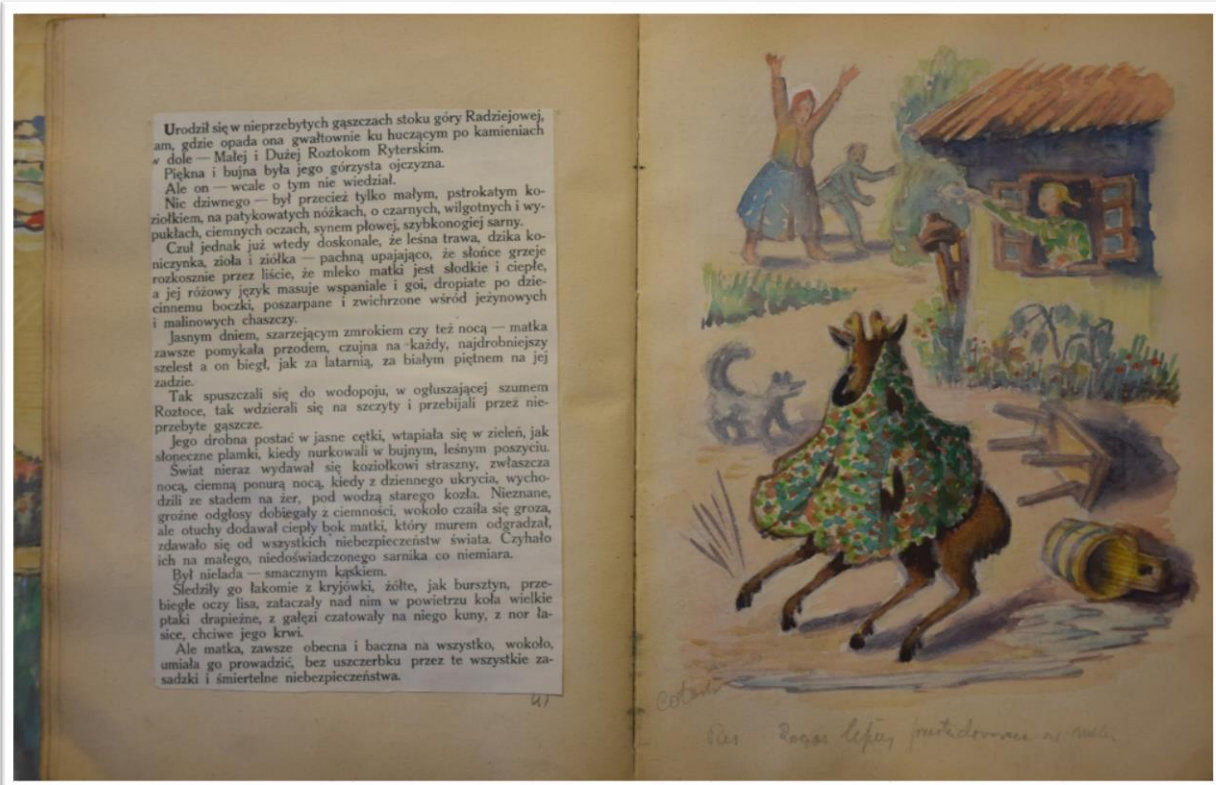 Urodził się w nieprzebytych gąszczach stoku góry Radziejowej,
am, gdzie opada ona gwałtownie ku huczącym po kamieniach
w dole — Małej i Dużej Roztokom Ryterskim.
Piękna i bujna była jego górzysta ojczyzna.
Ale on — wcale o tym nie wiedział.
Nic dziwnego — był przecież tylko małym, pstrokatym ko-
ziołkiem, na patykowatych nóżkach, o czarnych, wilgotnych i wy-
pukłych, ciemnych oczach, synem płowej, szybkonogiej sarny.
Czuł jednak już wtedy doskonale, że leśna trawa, dzika ko-
niczynka, zioła i ziółka — pachną upajająco, że słońce grzeje
rozkosznie przez liście, że mleko matki jest słodkie i ciepłe,
a jej różowy język masuje wspaniale i goi, dropiate po dzie-
cinnemu boczki, poszarpane i zwichrzone wśród jeżynowych
i malinowych chaszczy.
Jasnym dniem, szarzejącym zmrokiem czy też nocą — matka
zawsze pomykała przodem, czujna na każdy, najdrobniejszy
szelest a on biegł, jak za latarnią, za białym piętnem na jej
zadzie.
Tak spuszczali się do wodopoju, w ogłuszającej szumem
Roztoce, tak wdzierali się na szczyty i przebijali przez nie-
przebyte gąszcze.
Jego drobna postać w jasne cętki, wtapiała się w zieleń, jak
słoneczne plamki, kiedy nurkowali w bujnym, leśnym poszyciu.
Świat nieraz wydawał się koziołkowi straszny, zwłaszcza
nocą, ciemną ponurą nocą, kiedy z dziennego ukrycia, wycho-
dzili ze stadem na żer, pod wodzą starego kozła. Nieznane,
groźne odgłosy dobiegały z ciemności, wokoło czaiła się groza,
ale otuchy dodawał ciepły bok matki, który murem odgradzał,
zdawało się od wszystkich niebezpieczeństw świata. Czyhało
ich na małego, niedoświadczonego sarnika co niemiara.
Był nielada — smacznym kąskiem.
Śledziły go łakomie z kryjówki, żółte, jak bursztyn, prze-
biegłe oczy lisa, zataczały nad nim w powietrzu koła wielkie
ptaki drapieżne, z gałęzi czatowały na niego kuny, z nor ła-
sice, chciwe jego krwi.
Ale matka, zawsze obecna i baczna na wszystko, wokoło,
umiała go prowadzić, bez uszczerbku przez te wszystkie za-
sadzki i śmiertelne niebezpieczeństwa.